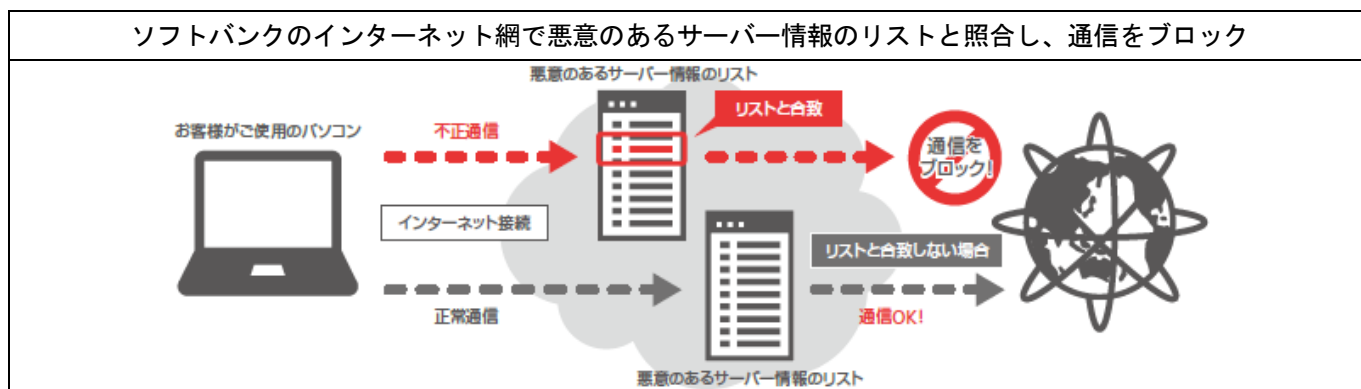 ソフトバンクのインターネット網で悪意のあるサーバー情報のリストと照合し、通信をブロック
悪意のあるサーバー情報のリスト
リストと合致
お客様がご使用のパソコン
不正通信
通信を
ブロック!
インターネット接続
リストと合致しない場合
正常通信
通信OK!
悪意のあるサーバー情報のリスト